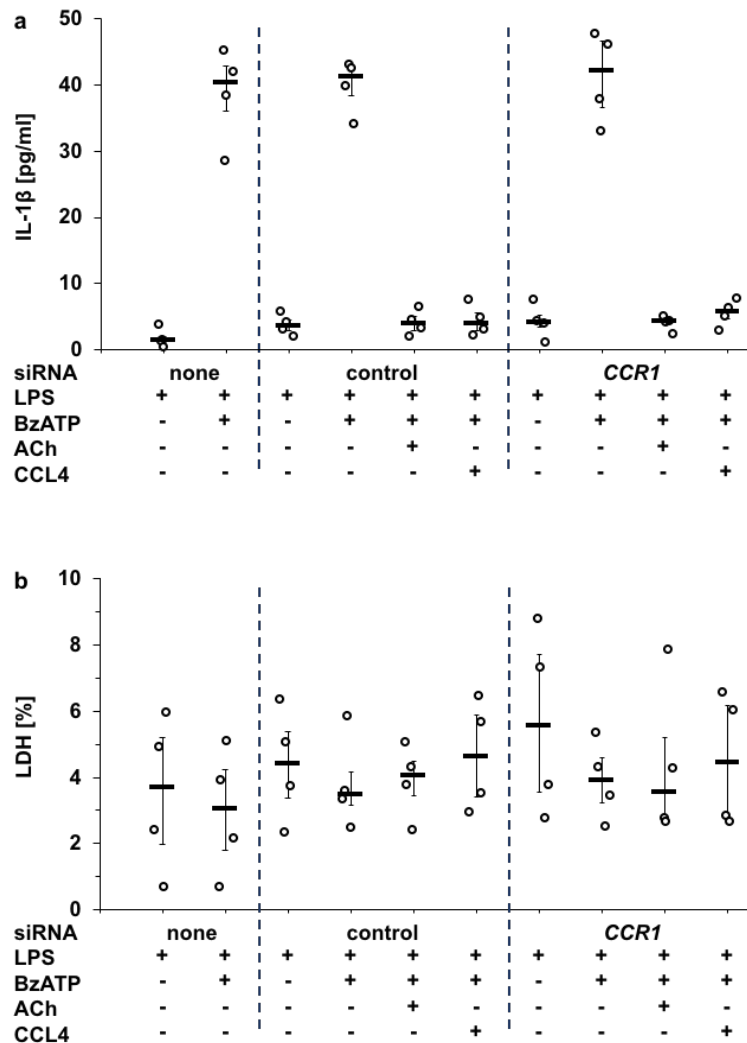 a
IL-1β [pg/ml]
50
40
30
20
10
0
siRNA none control CCR1
LPS + + + + + + + + + +
BzATP - + - + + + - + + +
ACh - - - - + - - - + -
CCL4 - - - - - + - - - +
b
LDH [%]
10
8
6
4
2
0
siRNA none control CCR1
LPS + + + + + + + + + +
BzATP - + - + + + - + + +
ACh - - - - + - - - + -
CCL4 - - - - - + - - - +